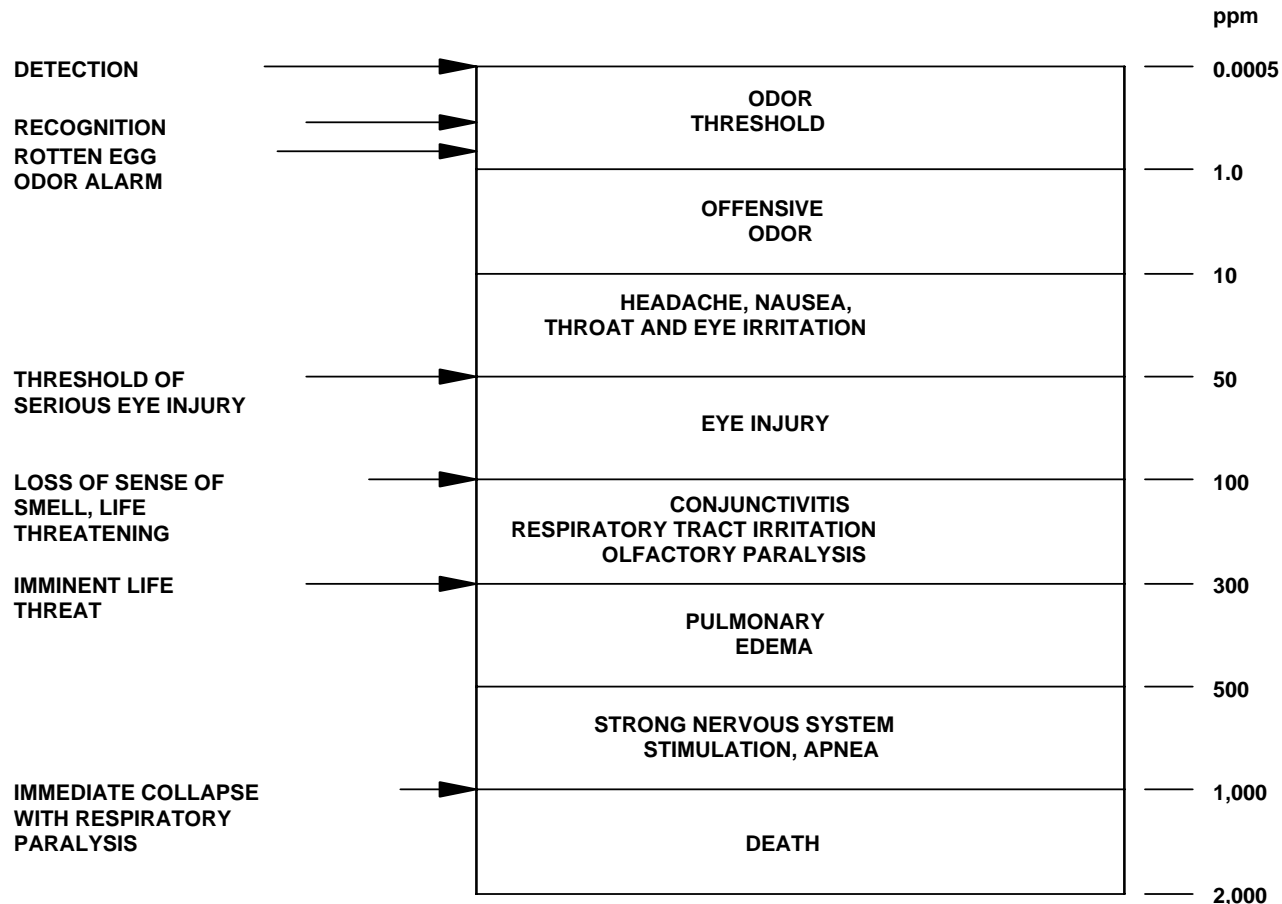 ppm
DETECTION
0.0005
ODOR
THRESHOLD
RECOGNITION
ROTTEN EGG
ODOR ALARM
1.0
OFFENSIVE
ODOR
10
HEADACHE, NAUSEA,
THROAT AND EYE IRRITATION
THRESHOLD OF
SERIOUS EYE INJURY
50
EYE INJURY
LOSS OF SENSE OF
SMELL, LIFE
THREATENING
100
CONJUNCTIVITIS
RESPIRATORY TRACT IRRITATION
OLFACTORY PARALYSIS
IMMINENT LIFE
THREAT
300
PULMONARY
EDEMA
500
STRONG NERVOUS SYSTEM
STIMULATION, APNEA
IMMEDIATE COLLAPSE
WITH RESPIRATORY
PARALYSIS
1,000
DEATH
2,000